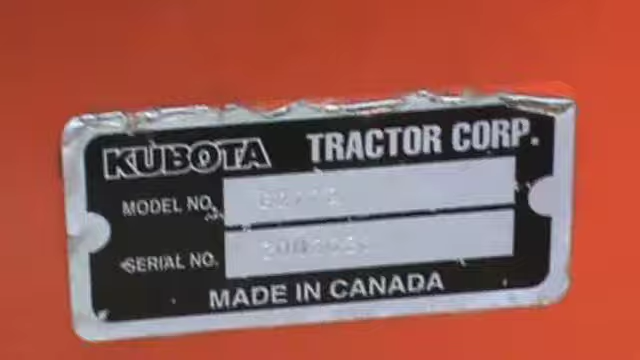 KUBOTA TRACTOR CORP.
MODEL NO.
SERIAL NO.
MADE IN CANADA